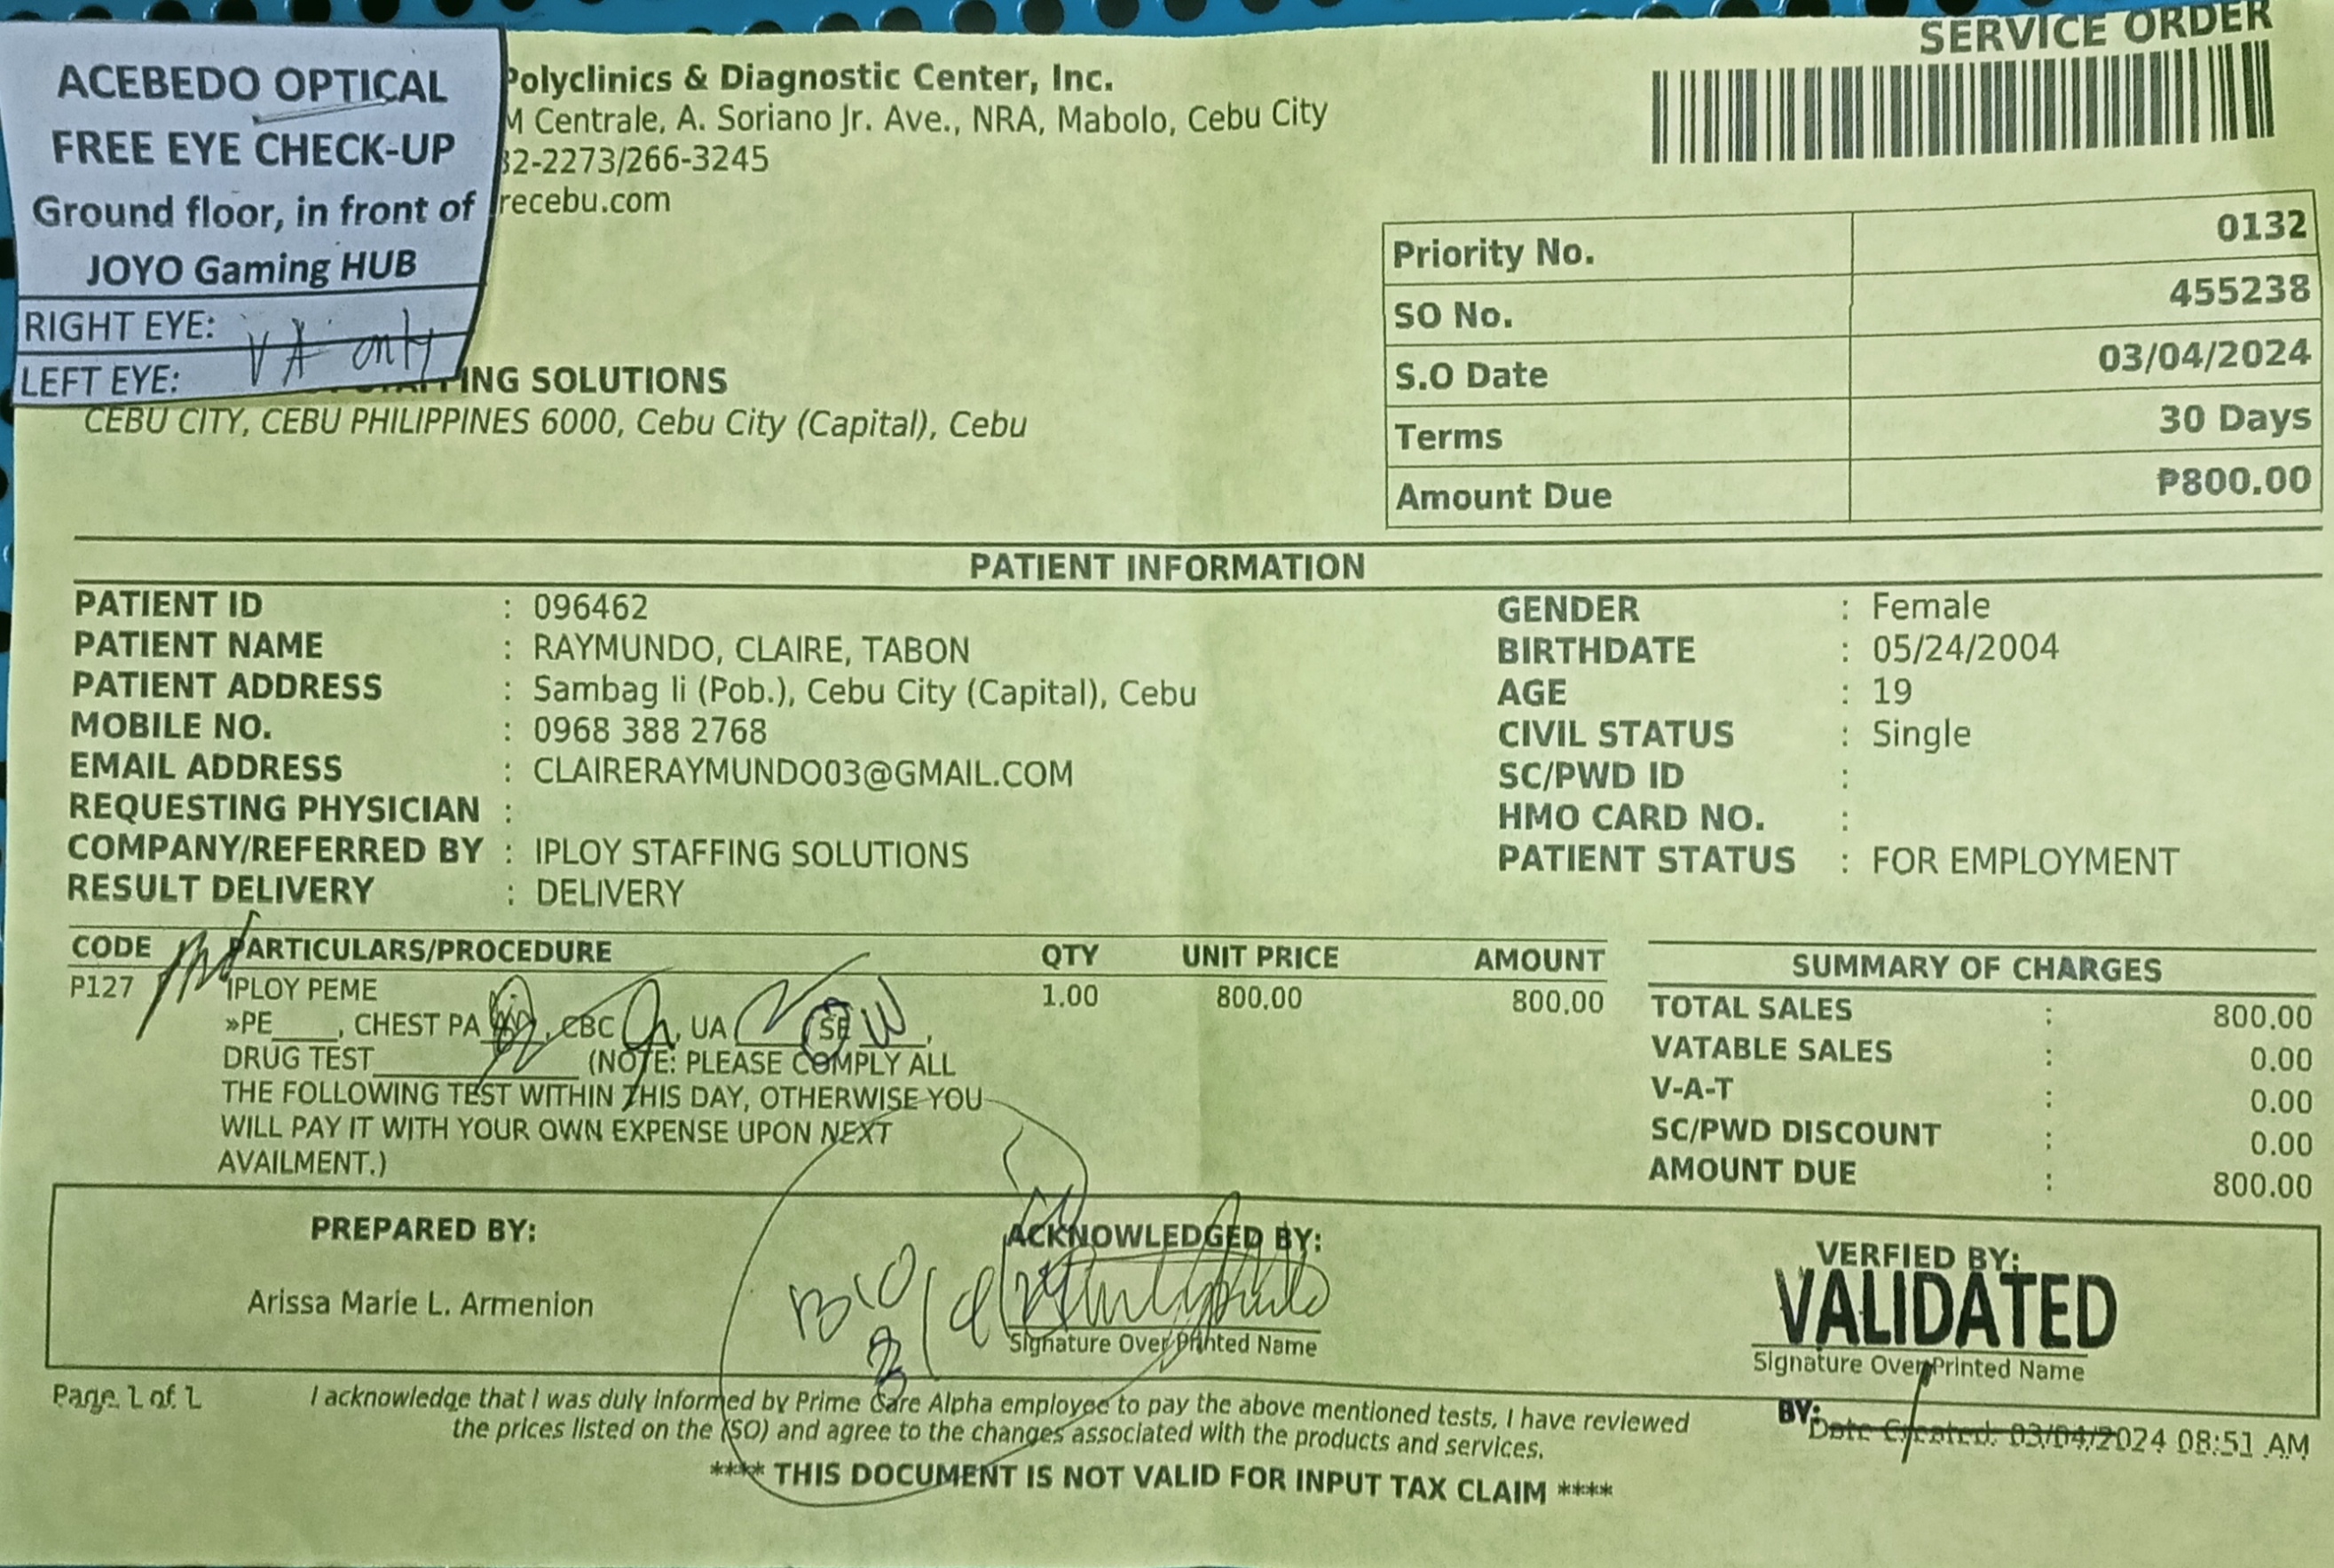 SERVICE ORDER
ACEBEDO OPTICAL
FREE EYE CHECK-UP
Ground floor, in front of
JOYO Gaming HUB
RIGHT EYE:
LEFT EYE:
VA only
Polyclinics & Diagnostic Center, Inc.
M Centrale, A. Soriano Jr. Ave., NRA, Mabolo, Cebu City
32-2273/266-3245
recebu.com
Priority No. 0132
SO No. 455238
S.O Date 03/04/2024
Terms 30 Days
Amount Due ₱800.00
STAFFING SOLUTIONS
CEBU CITY, CEBU PHILIPPINES 6000, Cebu City (Capital), Cebu
PATIENT INFORMATION
PATIENT ID : 096462
PATIENT NAME : RAYMUNDO, CLAIRE, TABON
PATIENT ADDRESS : Sambag Ii (Pob.), Cebu City (Capital), Cebu
MOBILE NO. : 0968 388 2768
EMAIL ADDRESS : CLAIRERAYMUNDO03@GMAIL.COM
REQUESTING PHYSICIAN :
COMPANY/REFERRED BY : IPLOY STAFFING SOLUTIONS
RESULT DELIVERY : DELIVERY
GENDER : Female
BIRTHDATE : 05/24/2004
AGE : 19
CIVIL STATUS : Single
SC/PWD ID :
HMO CARD NO. :
PATIENT STATUS : FOR EMPLOYMENT
CODE PARTICULARS/PROCEDURE QTY UNIT PRICE AMOUNT
P127 IPLOY PEME 1.00 800.00 800.00
»PE____, CHEST PA____, CBC____, UA____ SE____,
DRUG TEST____________ (NOTE: PLEASE COMPLY ALL
THE FOLLOWING TEST WITHIN THIS DAY, OTHERWISE YOU
WILL PAY IT WITH YOUR OWN EXPENSE UPON NEXT
AVAILMENT.)
SUMMARY OF CHARGES
TOTAL SALES : 800.00
VATABLE SALES : 0.00
V-A-T : 0.00
SC/PWD DISCOUNT : 0.00
AMOUNT DUE : 800.00
PREPARED BY:
Arissa Marie L. Armenion
ACKNOWLEDGED BY:
Signature Over Printed Name
VERFIED BY:
VALIDATED
Signature Over Printed Name
BY:
Page 1 of 1
I acknowledge that I was duly informed by Prime Care Alpha employee to pay the above mentioned tests, I have reviewed
the prices listed on the (SO) and agree to the changes associated with the products and services.
Date Created: 03/04/2024 08:51 AM
**** THIS DOCUMENT IS NOT VALID FOR INPUT TAX CLAIM ****